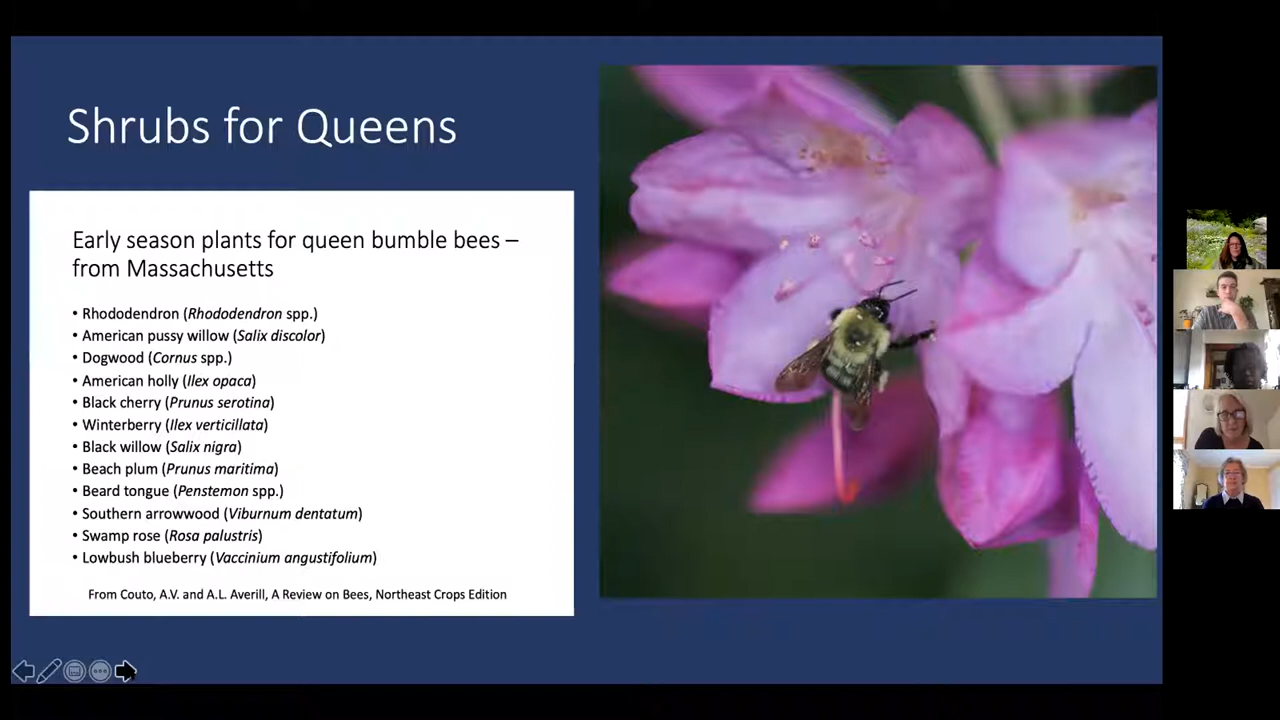 Shrubs for Queens
Early season plants for queen bumble bees –
from Massachusetts
• Rhododendron (Rhododendron spp.)
• American pussy willow (Salix discolor)
• Dogwood (Cornus spp.)
• American holly (Ilex opaca)
• Black cherry (Prunus serotina)
• Winterberry (Ilex verticillata)
• Black willow (Salix nigra)
• Beach plum (Prunus maritima)
• Beard tongue (Penstemon spp.)
• Southern arrowwood (Viburnum dentatum)
• Swamp rose (Rosa palustris)
• Lowbush blueberry (Vaccinium angustifolium)
From Couto, A.V. and A.L. Averill, A Review on Bees, Northeast Crops Edition